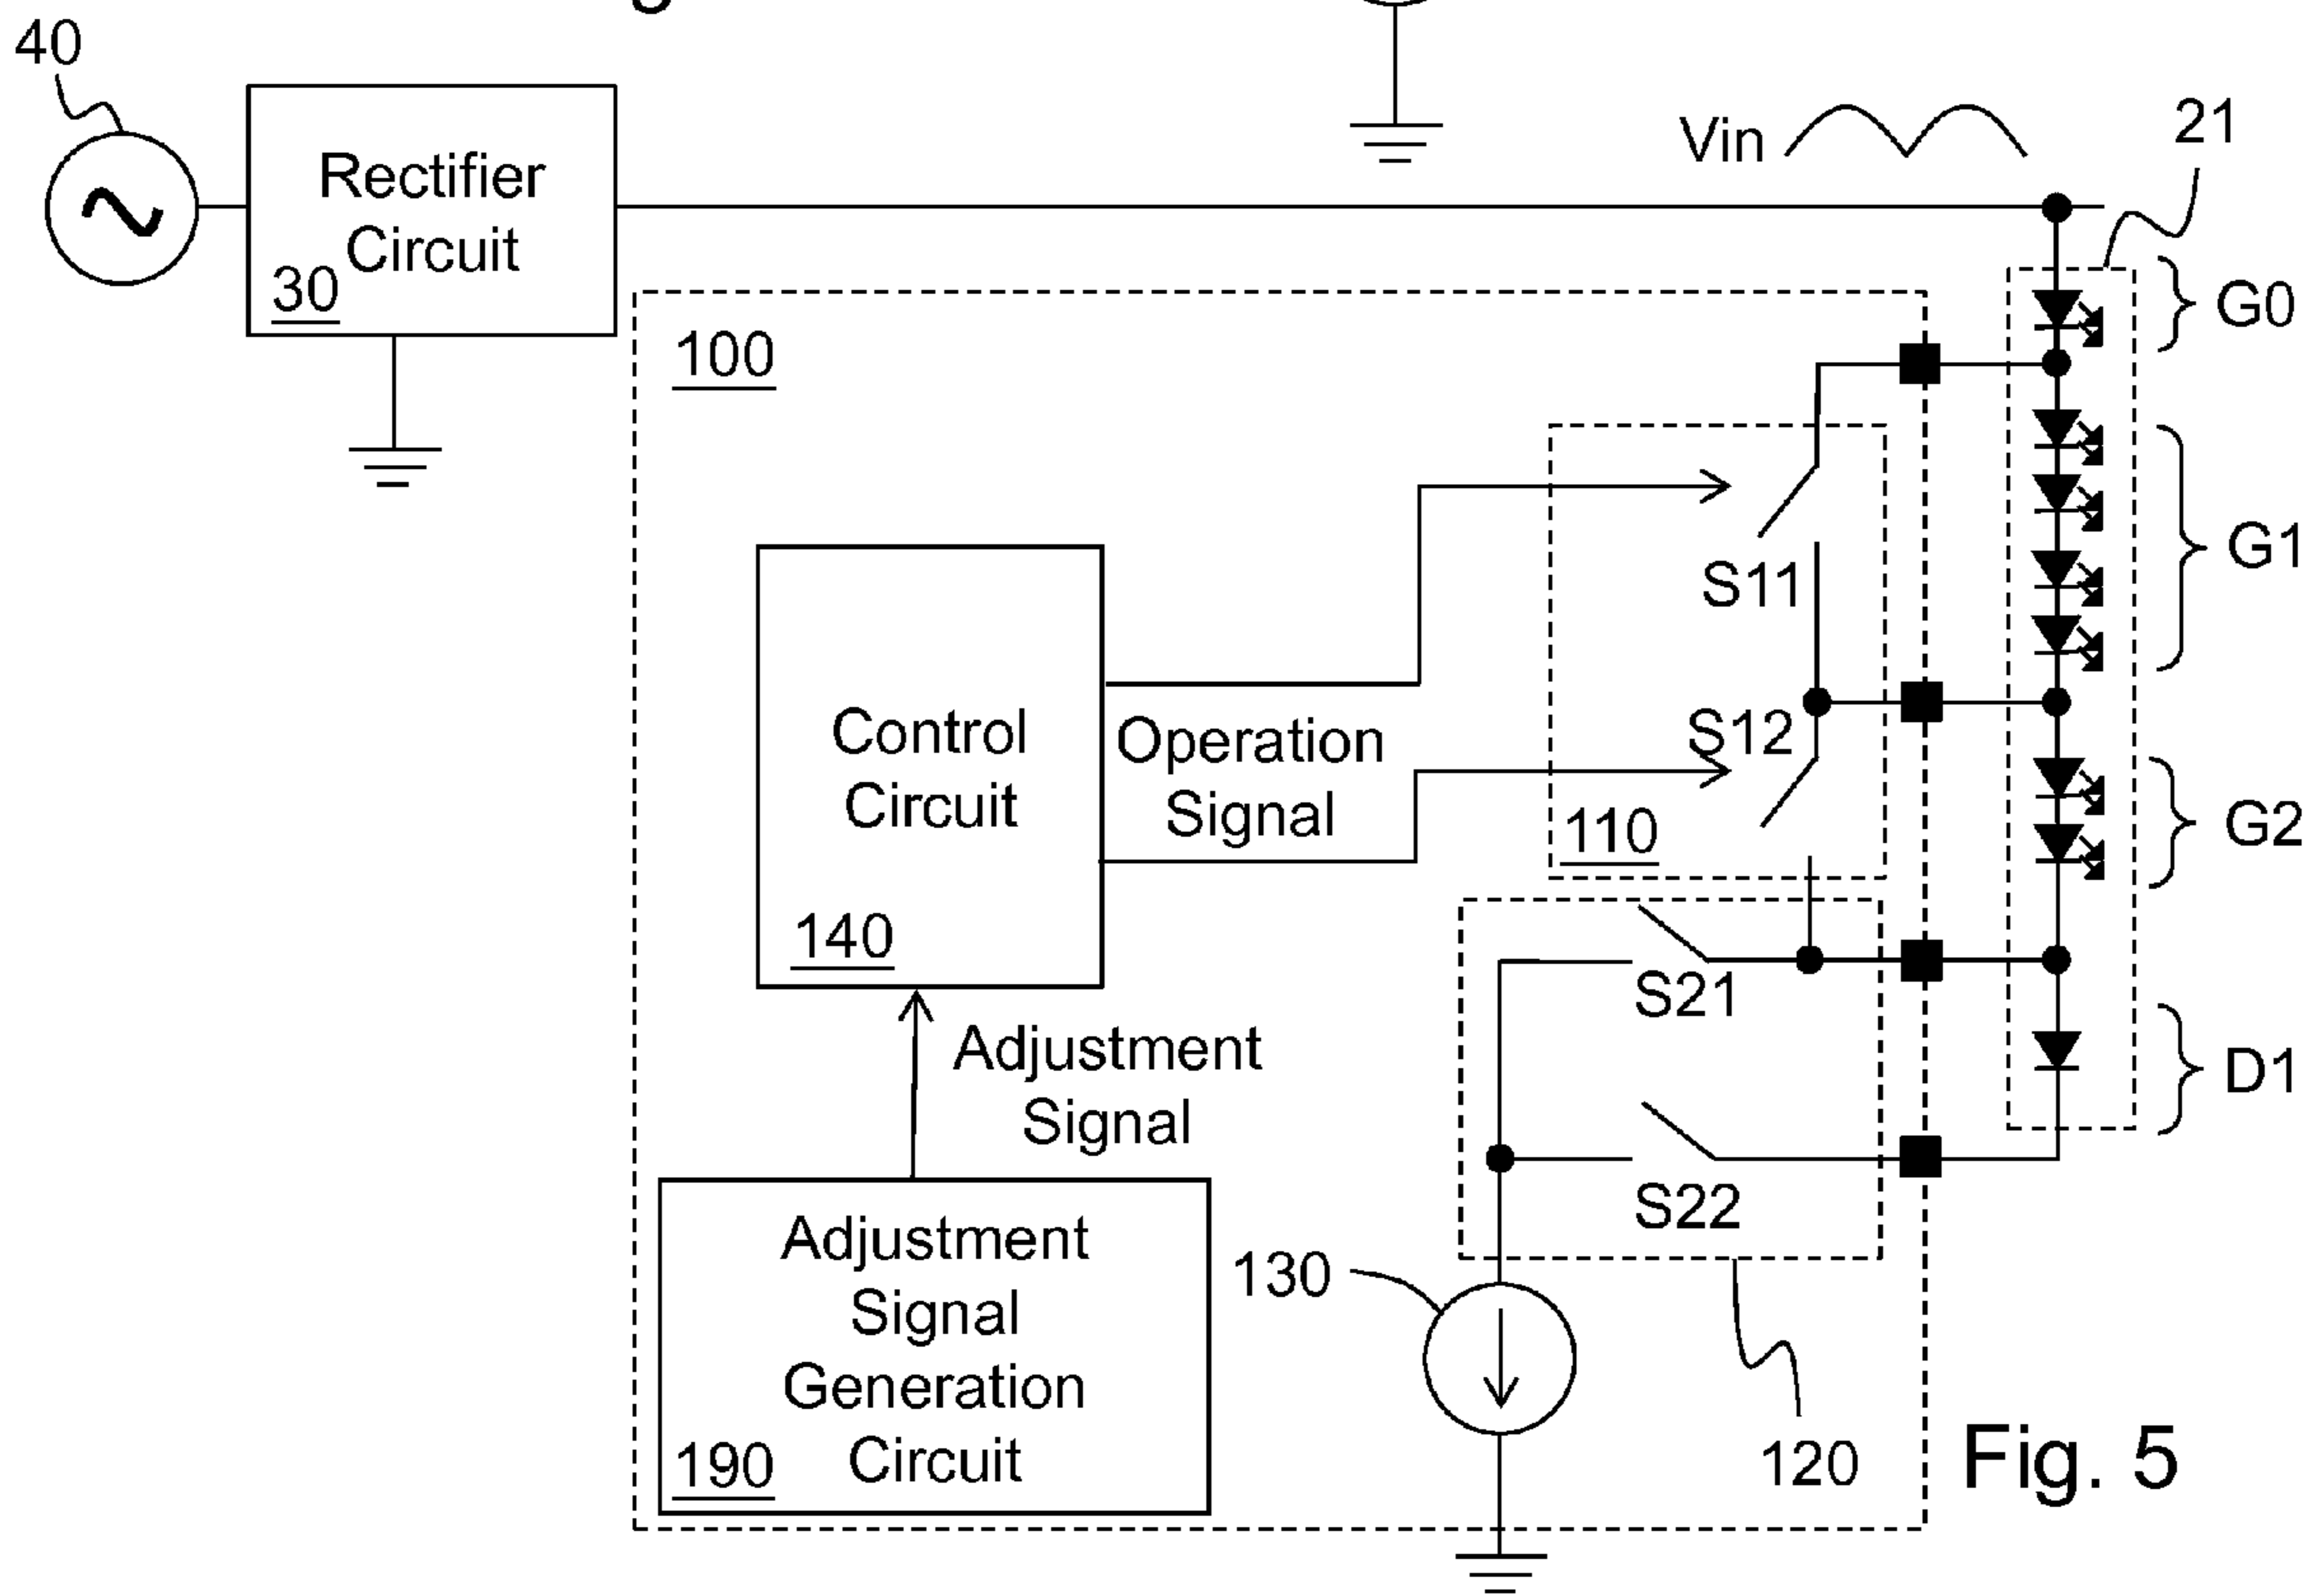 40
Rectifier
Circuit
30
Vin
21
G0
100
G1
S11
Control
Circuit
140
Operation
Signal
S12
110
G2
S21
Adjustment
Signal
D1
S22
Adjustment
Signal
Generation
Circuit
190
130
120
Fig. 5